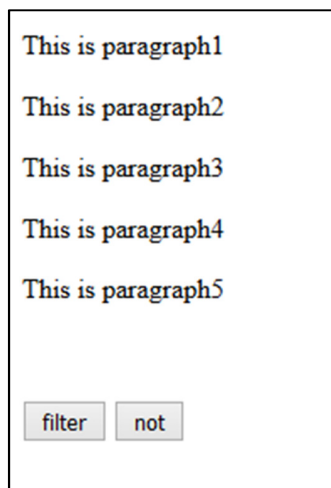 This is paragraph1
This is paragraph2
This is paragraph3
This is paragraph4
This is paragraph5
filter not